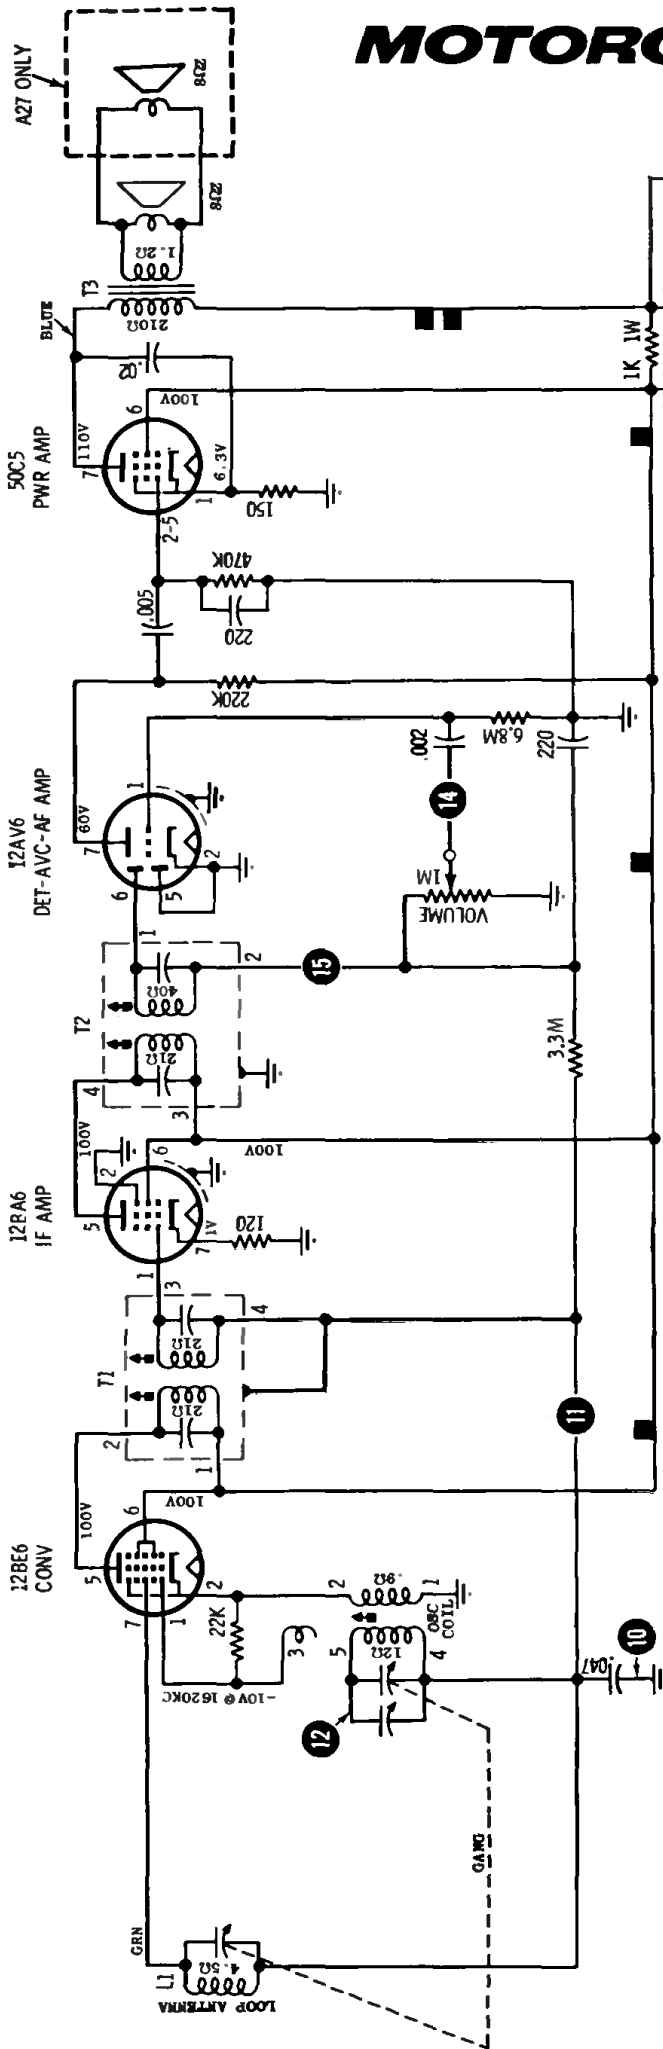 MOTORO
A27 ONLY
3.2Ω
3.2Ω
1.2Ω
T3
210Ω
BLUE
.02
50C5
PWR AMP
110V
7
6
100V
6.3V
1
2-5
150
1K 1W
470K
220
.005
220K
12AV6
DET-AVC-AF AMP
60V
7
1
6
5
2
.002
6.8M
220
14
1M
VOLUME
1
2
15
40Ω
T2
21Ω
4
3
3.3M
12BA6
IF AMP
100V
2
5
6
100V
1V
7
120
1
3
4
21Ω
T1
21Ω
2
1
11
12BE6
CONV
100V
5
6
100V
7
1
2
22K
-10V @ 1620KC
3
2
.9Ω
1
OSC
COIL
5
12Ω
4
12
.047
10
GANG
GRN
L1
4.5Ω
LOOP ANTENNA